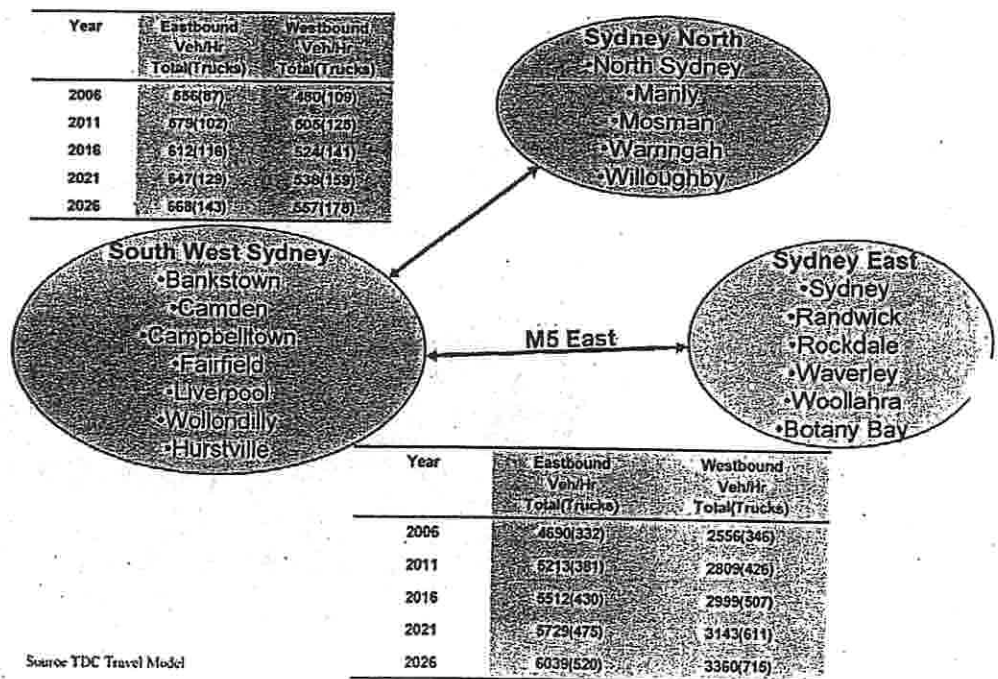 Year Eastbound Veh/Hr Total(Trucks) Westbound Veh/Hr Total(Trucks)
2006 556(87) 480(109)
2011 579(102) 505(125)
2016 612(116) 524(141)
2021 647(129) 538(159)
2026 668(143) 557(178)
Sydney North
•North Sydney
•Manly
•Mosman
•Warringah
•Willoughby
South West Sydney
•Bankstown
•Camden
•Campbelltown
•Fairfield
•Liverpool
•Wollondilly
•Hurstville
M5 East
Sydney East
•Sydney
•Randwick
•Rockdale
•Waverley
•Woollahra
•Botany Bay
Year Eastbound Veh/Hr Total(Trucks) Westbound Veh/Hr Total(Trucks)
2006 4690(332) 2556(346)
2011 5213(381) 2809(426)
2016 5512(430) 2999(507)
2021 5729(475) 3143(611)
2026 6039(520) 3360(715)
Source TDC Travel Model